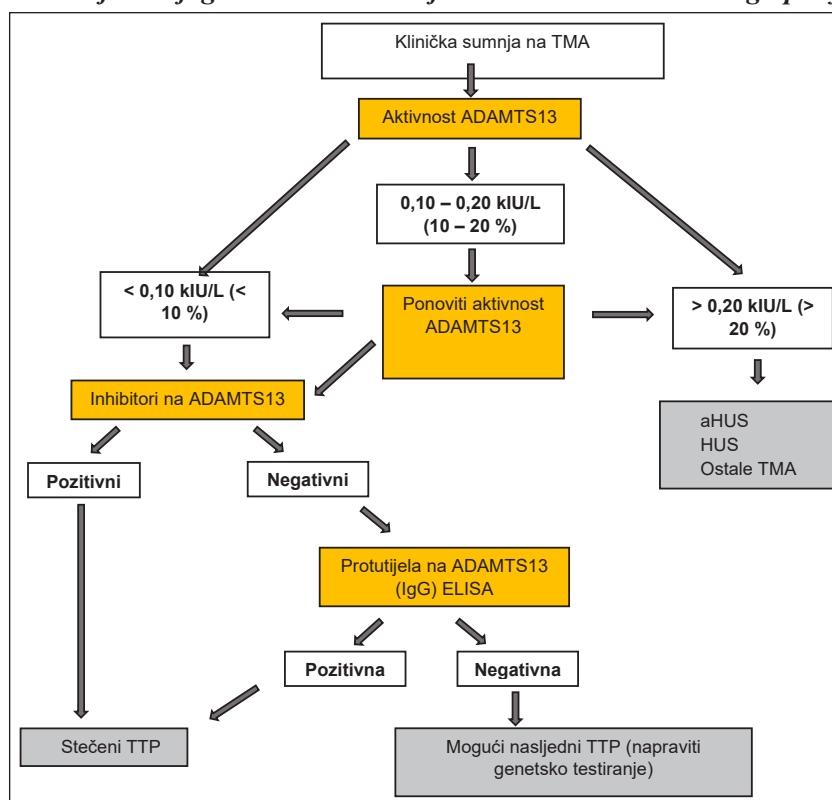 Klinička sumnja na TMA
Aktivnost ADAMTS13
0,10 – 0,20 kIU/L
(10 – 20 %)
< 0,10 kIU/L (<
10 %)
Ponoviti aktivnost
ADAMTS13
> 0,20 kIU/L (>
20 %)
Inhibitori na ADAMTS13
aHUS
HUS
Ostale TMA
Pozitivni
Negativni
Protutijela na ADAMTS13
(IgG) ELISA
Pozitivna
Negativna
Stečeni TTP
Mogući nasljedni TTP (napraviti
genetsko testiranje)